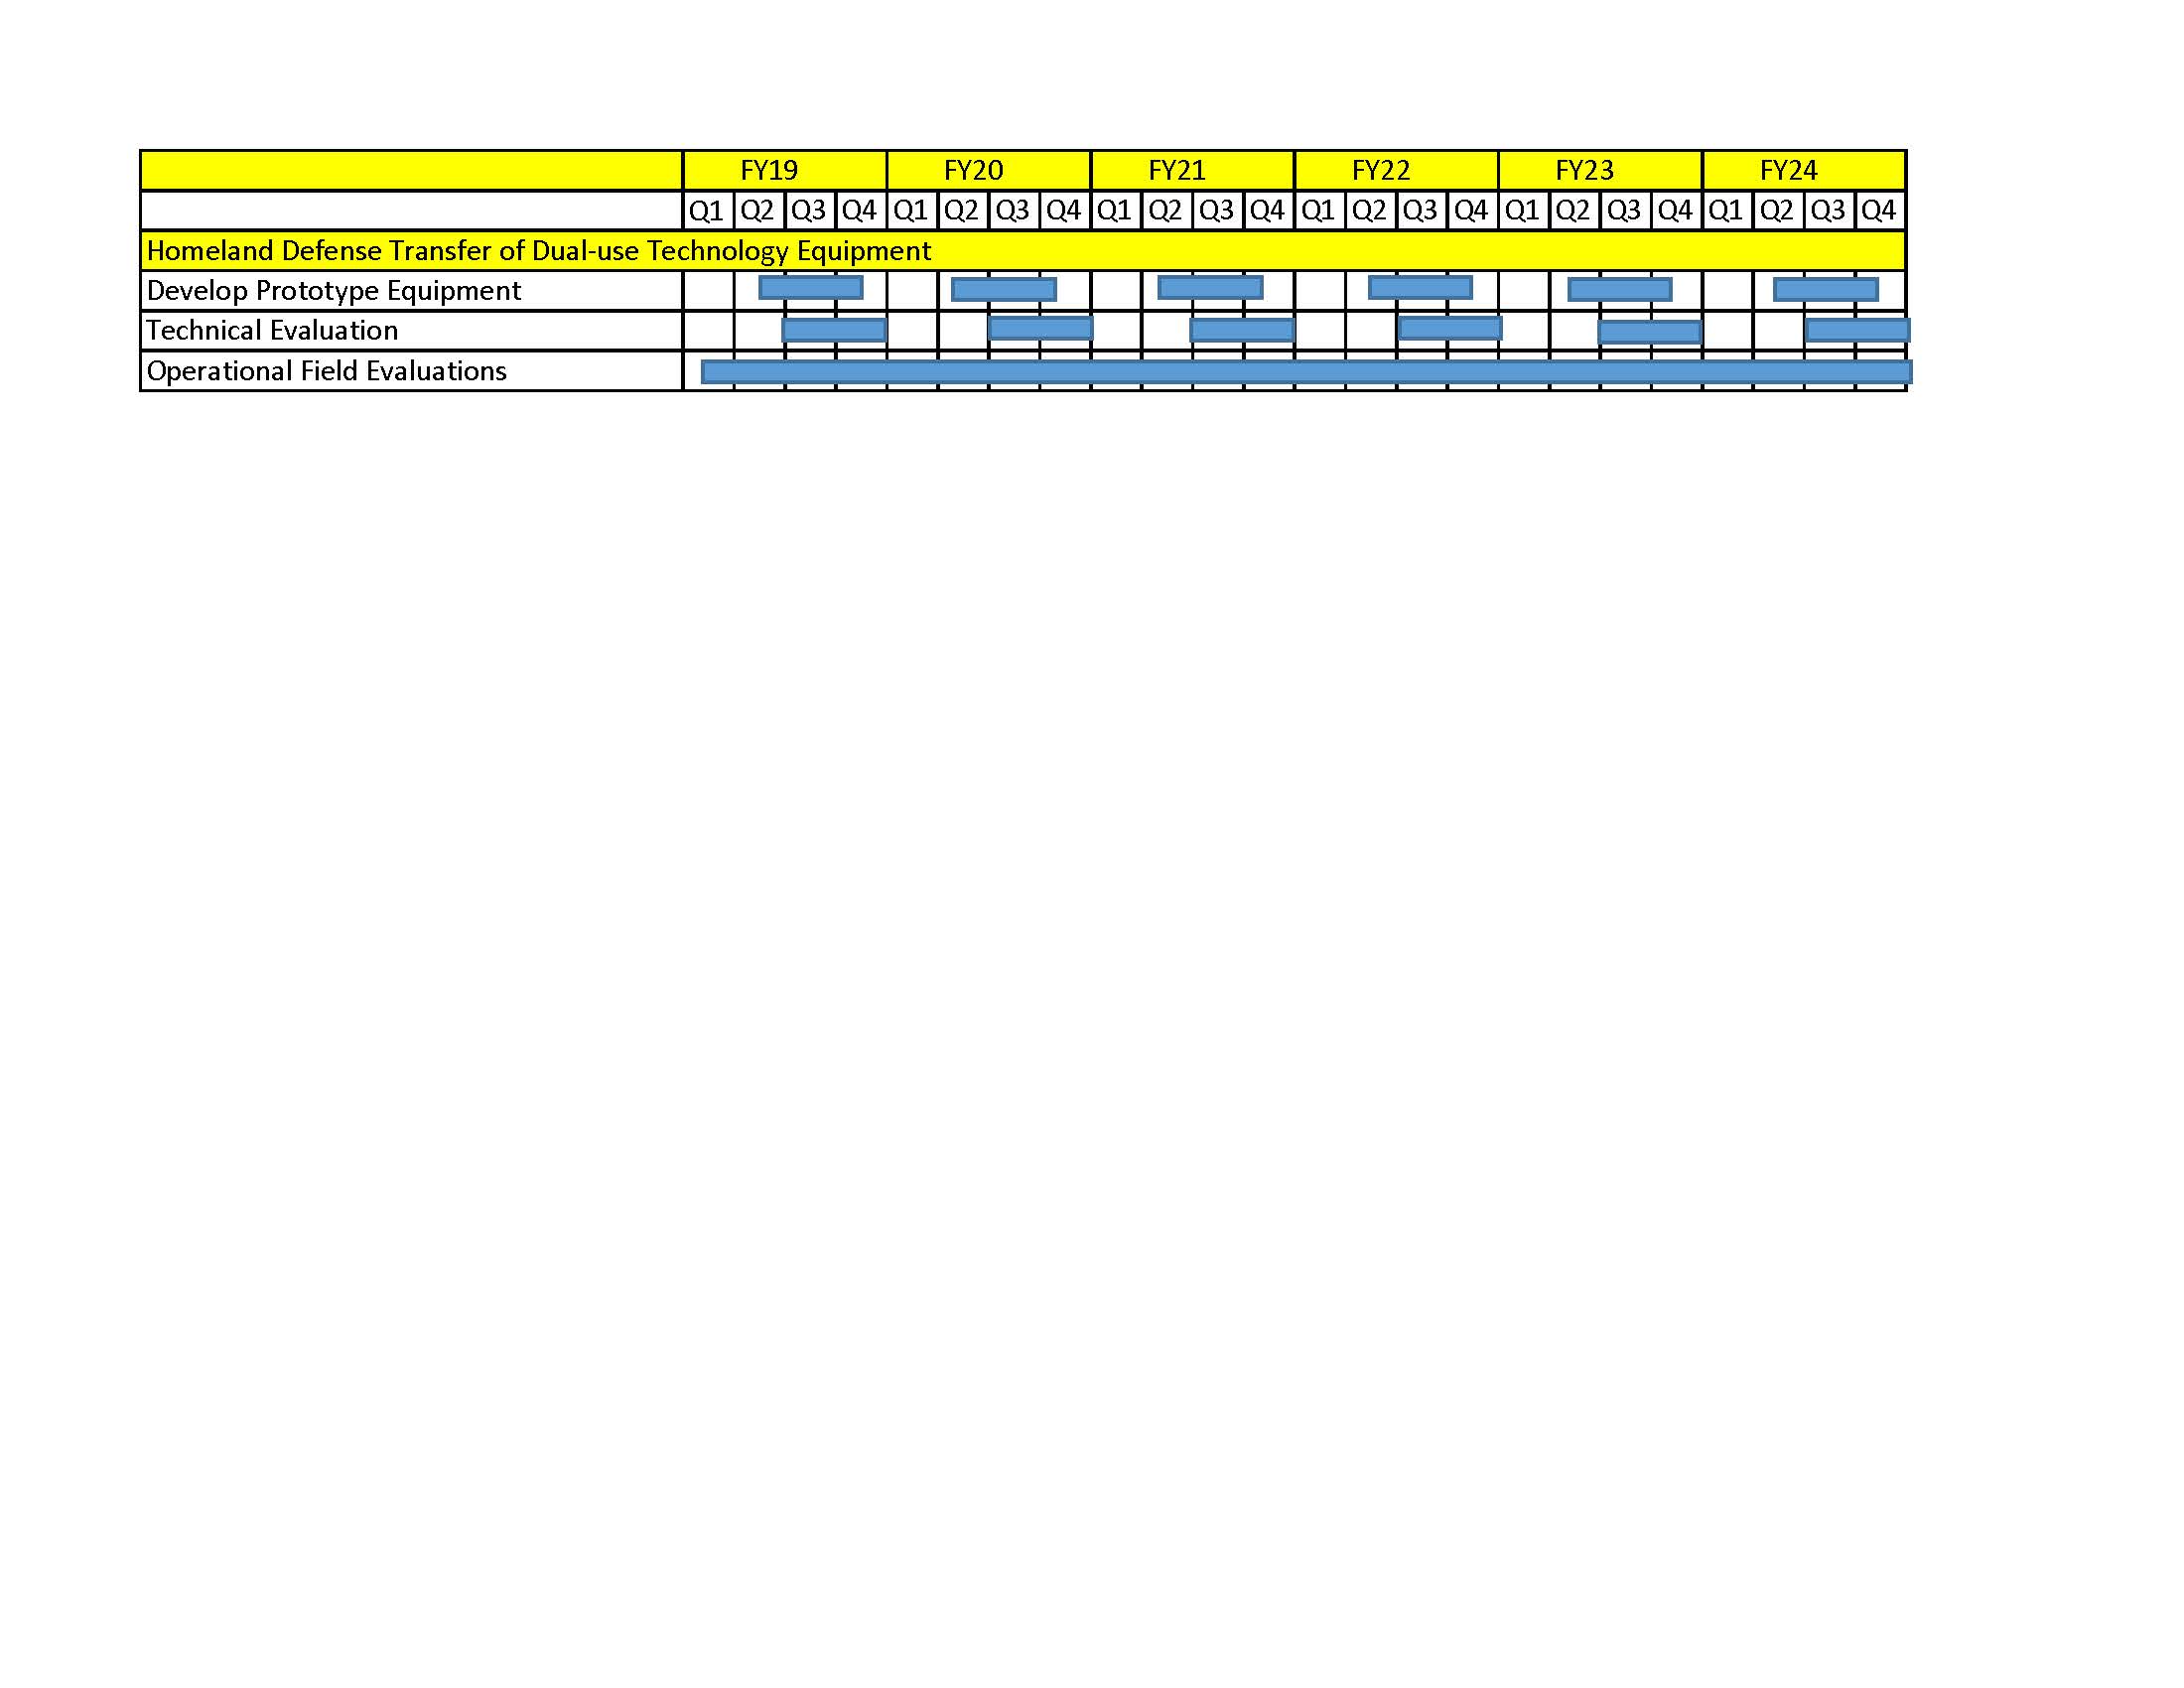 FY19 FY20 FY21 FY22 FY23 FY24
Q1 Q2 Q3 Q4 Q1 Q2 Q3 Q4 Q1 Q2 Q3 Q4 Q1 Q2 Q3 Q4 Q1 Q2 Q3 Q4 Q1 Q2 Q3 Q4
Homeland Defense Transfer of Dual-use Technology Equipment
Develop Prototype Equipment
Technical Evaluation
Operational Field Evaluations